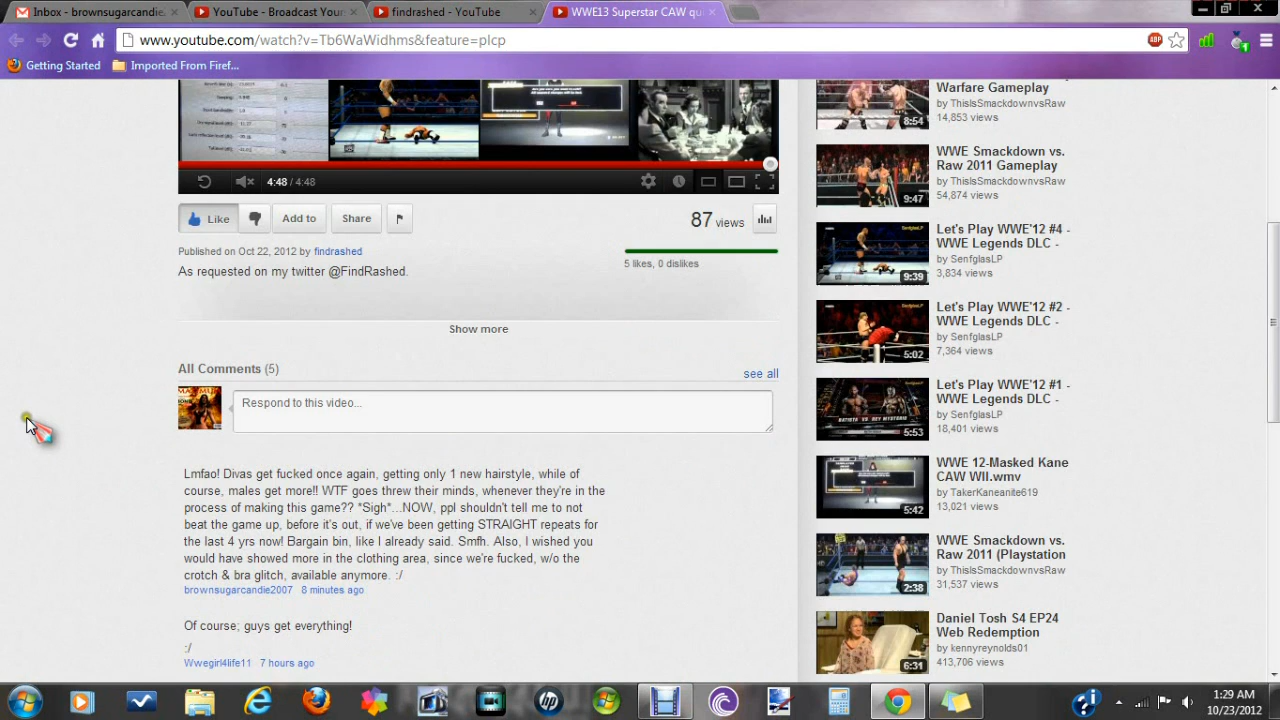 Inbox - brownsugarcandie.
YouTube - Broadcast Your
findrashed - YouTube
WWE13 Superstar CAW qu
www.youtube.com/watch?v=Tb6WaWidhms&feature=plcp
ABP
Getting Started
Imported From Firef...
4:48 / 4:48
Like
Add to
Share
87 views
Published on Oct 22, 2012 by findrashed
5 likes, 0 dislikes
As requested on my twitter @FindRashed.
Show more
All Comments (5)
see all
Respond to this video...
Lmfao! Divas get fucked once again, getting only 1 new hairstyle, while of
course, males get more!! WTF goes threw their minds, whenever they're in the
process of making this game?? *Sigh*...NOW, ppl shouldn't tell me to not
beat the game up, before it's out, if we've been getting STRAIGHT repeats for
the last 4 yrs now! Bargain bin, like I already said. Smfh. Also, I wished you
would have showed more in the clothing area, since we're fucked, w/o the
crotch & bra glitch, available anymore. :/
brownsugarcandie2007 8 minutes ago
Of course; guys get everything!
:/
Wwegirl4life11 7 hours ago
Warfare Gameplay
by ThisIsSmackdownvsRaw
14,853 views
8:54
WWE Smackdown vs.
Raw 2011 Gameplay
by ThisIsSmackdownvsRaw
54,874 views
9:47
Let's Play WWE'12 #4 -
WWE Legends DLC -
by SenfglasLP
3,834 views
SenfglasLP
9:39
Let's Play WWE'12 #2 -
WWE Legends DLC -
by SenfglasLP
7,364 views
SenfglasLP
5:02
Let's Play WWE'12 #1 -
WWE Legends DLC -
by SenfglasLP
18,401 views
BATISTA VS REY MYSTERIO
5:53
WWE 12-Masked Kane
CAW WII.wmv
by TakerKaneanite619
13,021 views
5:42
WWE Smackdown vs.
Raw 2011 (Playstation
by ThisIsSmackdownvsRaw
31,537 views
2:38
Daniel Tosh S4 EP24
Web Redemption
by kennyreynolds01
413,706 views
6:31
hp
1:29 AM
10/23/2012